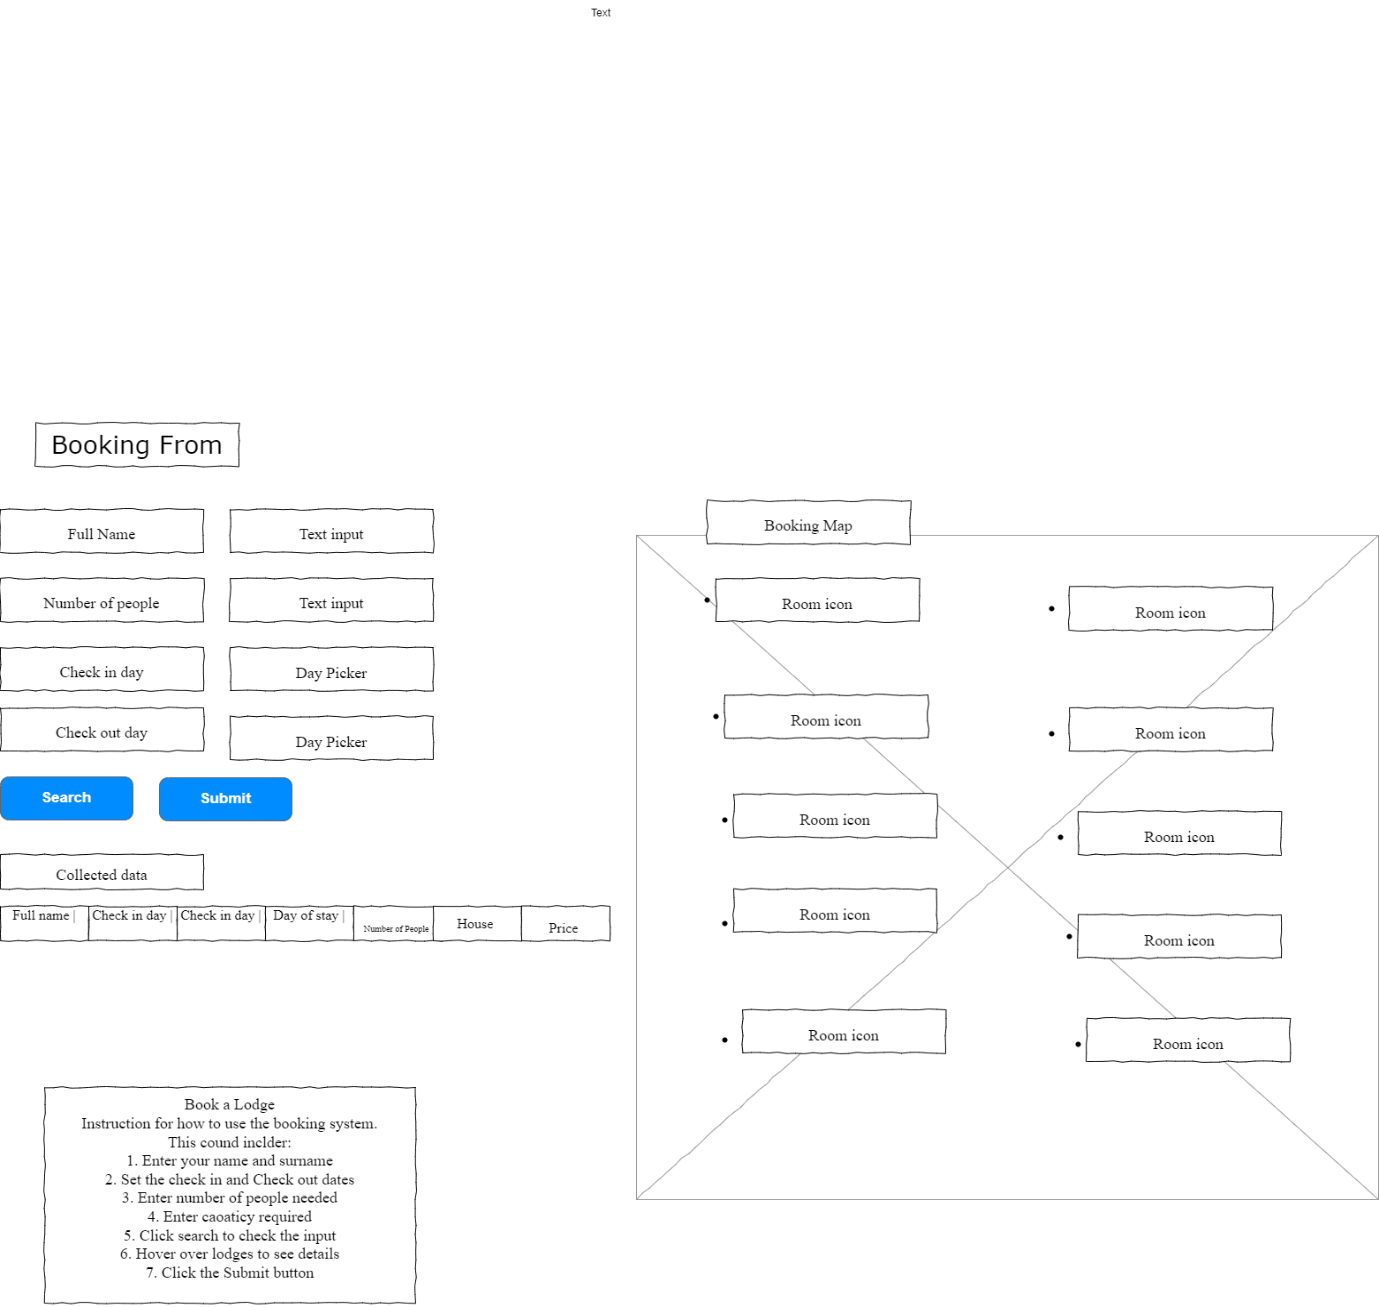 Text
Booking From
Full Name
Text input
Number of people
Text input
Check in day
Day Picker
Check out day
Day Picker
Search
Submit
Collected data
Full name | Check in day | Check in day | Day of stay | Number of People House Price
Book a Lodge
Instruction for how to use the booking system.
This cound inclder:
1. Enter your name and surname
2. Set the check in and Check out dates
3. Enter number of people needed
4. Enter caoaticy required
5. Click search to check the input
6. Hover over lodges to see details
7. Click the Submit button
Booking Map
Room icon
Room icon
Room icon
Room icon
Room icon
Room icon
Room icon
Room icon
Room icon
Room icon